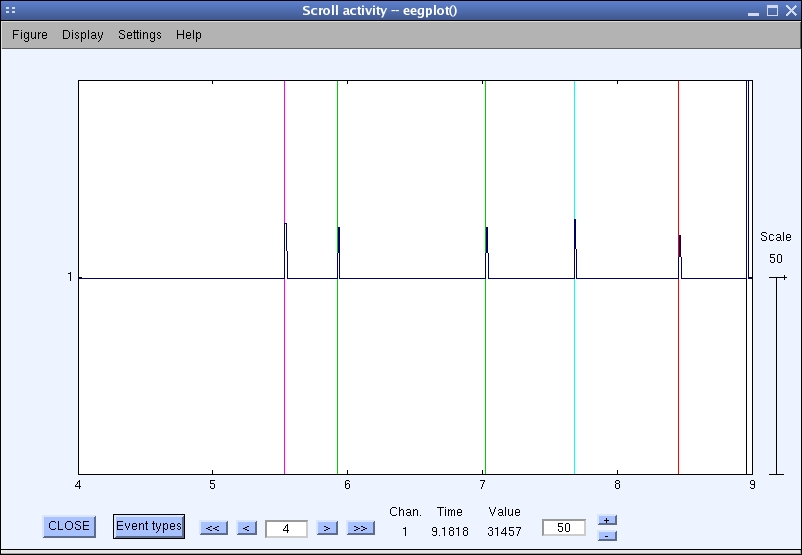 Scroll activity -- eegplot()
Figure Display Settings Help
Scale
50
1
4 5 6 7 8 9
Chan. Time Value
CLOSE Event types << < 4 > >> 1 9.1818 31457 50 + -